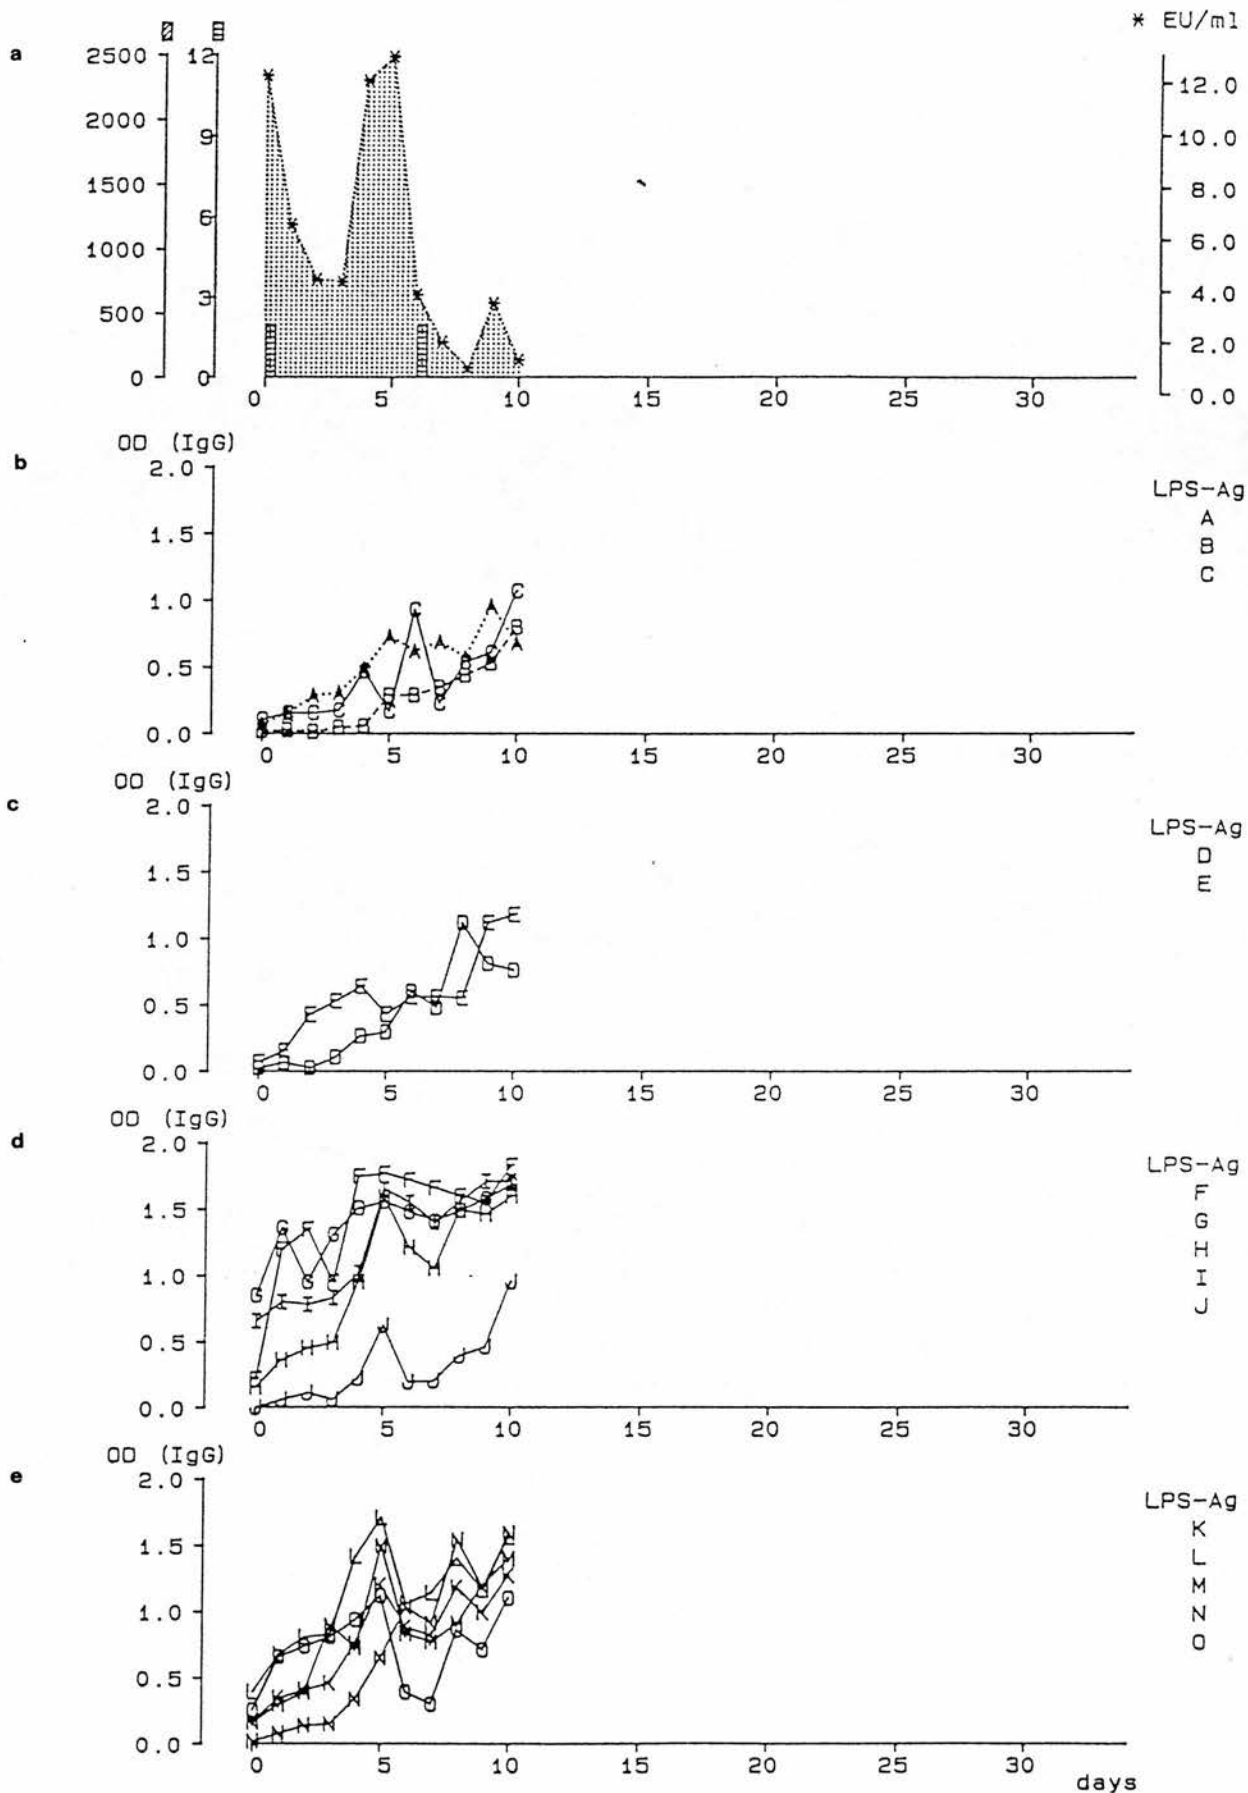 * EU/ml
a
2500 12
12.0
2000
9 10.0
1500
8.0
6
1000 6.0
3 4.0
500
2.0
0 0
0.0
0 5 10 15 20 25 30
OD (IgG)
b
2.0
LPS-Ag
1.5 A
B
C
1.0
0.5
0.0
0 5 10 15 20 25 30
OD (IgG)
c
2.0
LPS-Ag
D
1.5 E
1.0
0.5
0.0
0 5 10 15 20 25 30
OD (IgG)
d
2.0
LPS-Ag
F
1.5 G
H
1.0 I
J
0.5
0.0
0 5 10 15 20 25 30
OD (IgG)
e
2.0
LPS-Ag
K
1.5 L
M
1.0 N
O
0.5
0.0
0 5 10 15 20 25 30
days